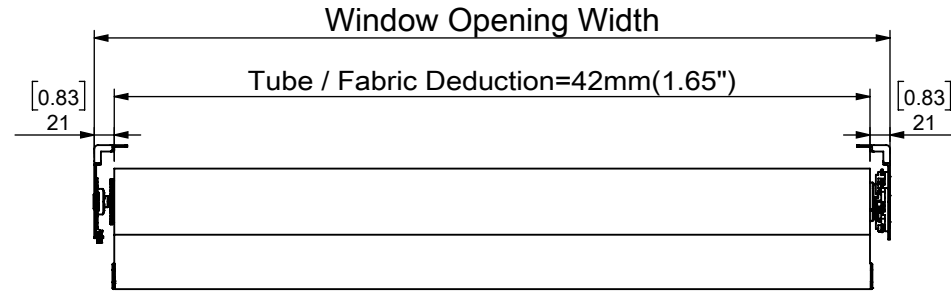 Window Opening Width
Tube / Fabric Deduction=42mm(1.65")
[0.83]
21
[0.83]
21